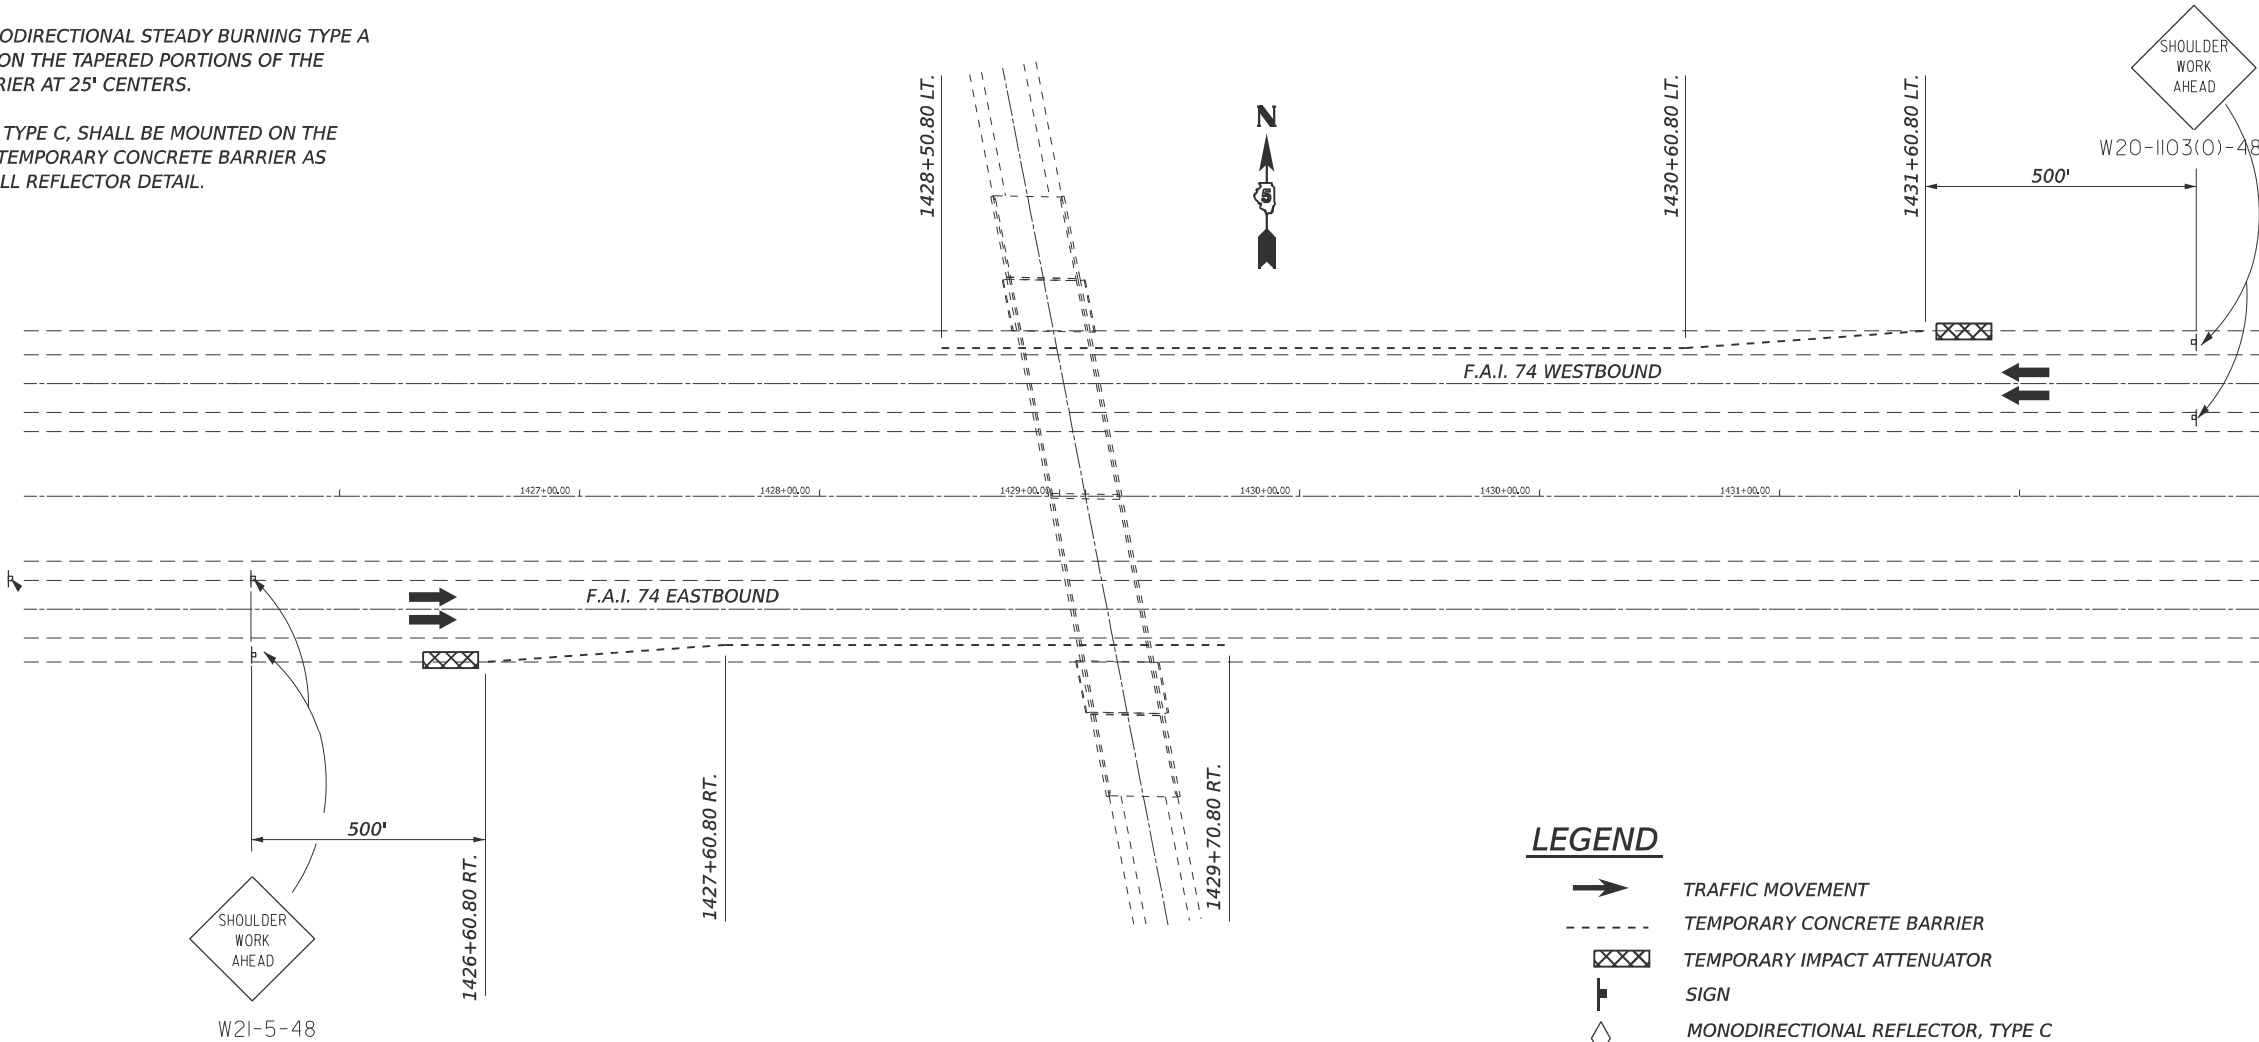 ODIRECTIONAL STEADY BURNING TYPE A
ON THE TAPERED PORTIONS OF THE
RIER AT 25' CENTERS.
TYPE C, SHALL BE MOUNTED ON THE
TEMPORARY CONCRETE BARRIER AS
ALL REFLECTOR DETAIL.
1428+50.80 LT.
N
5
1430+60.80 LT.
1431+60.80 LT.
SHOULDER
WORK
AHEAD
W20-I103(O)-48
500'
F.A.I. 74 WESTBOUND
1427+00.00
1428+00.00
1429+00.00
1430+00.00
1430+00.00
1431+00.00
F.A.I. 74 EASTBOUND
500'
1426+60.80 RT.
1427+60.80 RT.
1429+70.80 RT.
SHOULDER
WORK
AHEAD
W21-5-48
LEGEND
TRAFFIC MOVEMENT
TEMPORARY CONCRETE BARRIER
TEMPORARY IMPACT ATTENUATOR
SIGN
MONODIRECTIONAL REFLECTOR, TYPE C